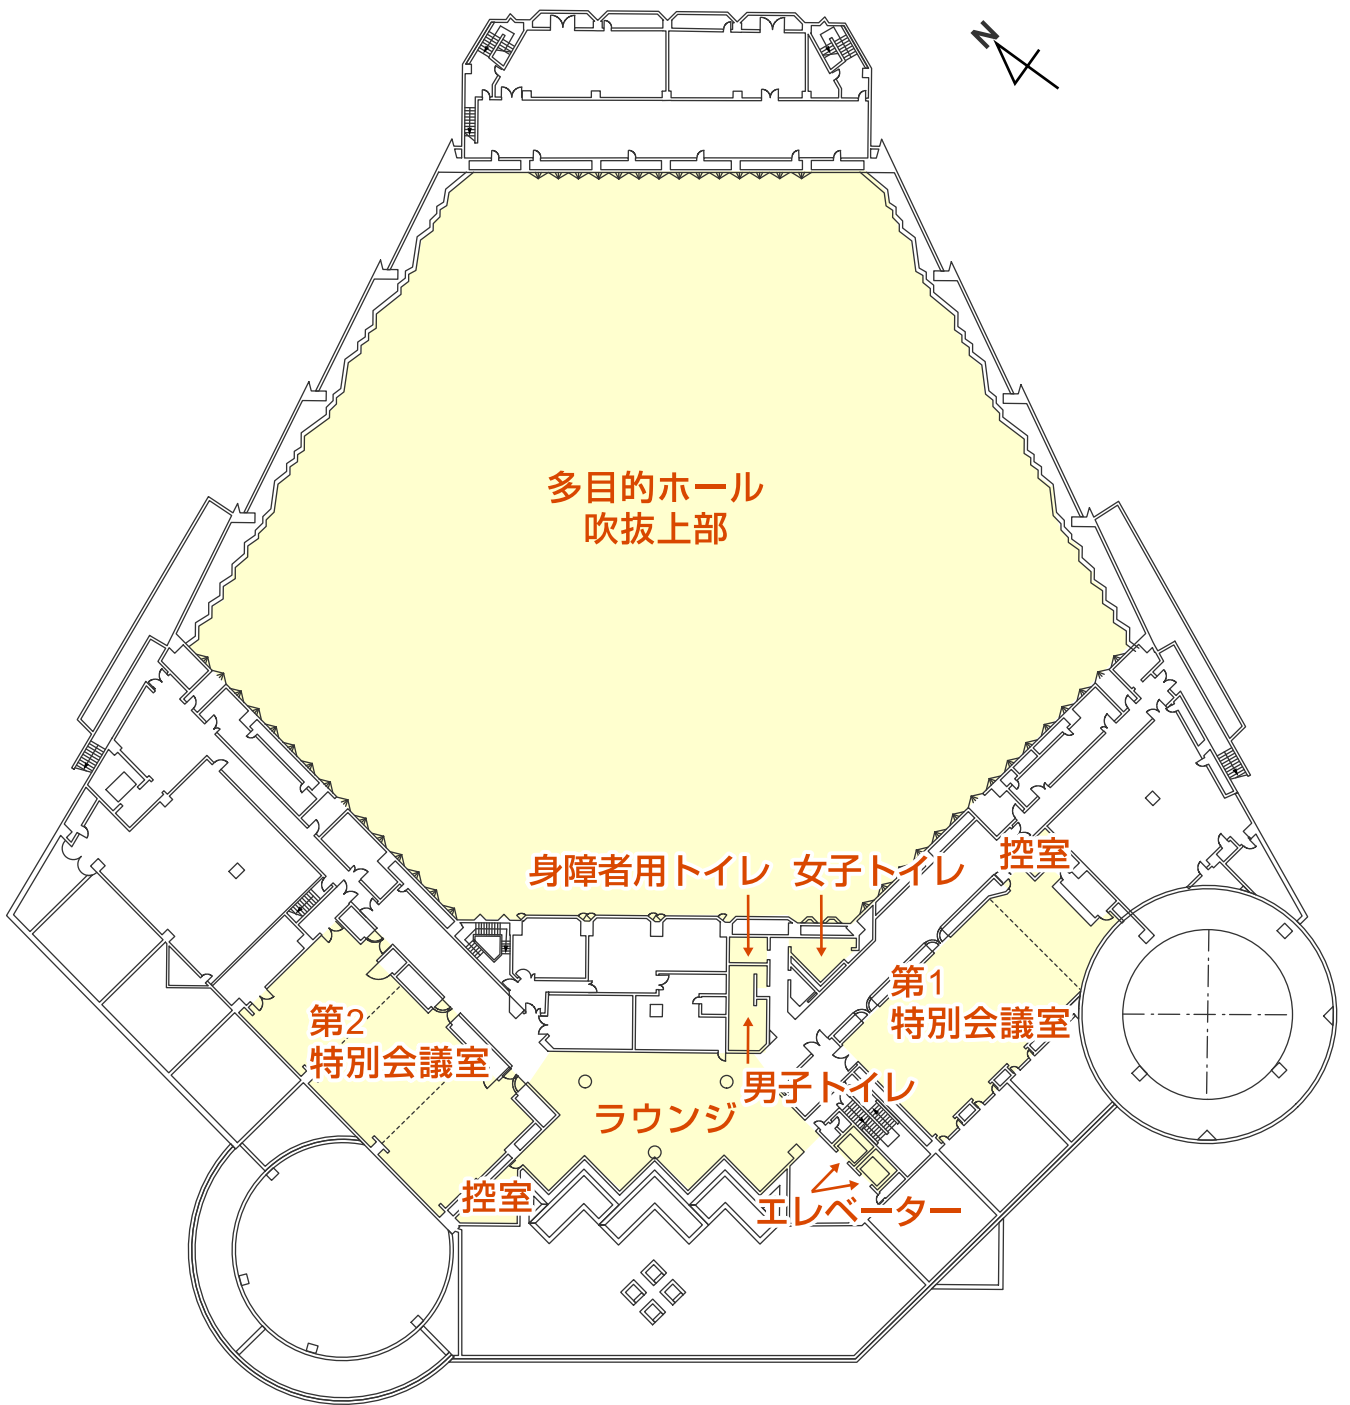 N
多目的ホール
吹抜上部
身障者用トイレ
女子トイレ
控室
第1
特別会議室
第2
特別会議室
男子トイレ
ラウンジ
控室
エレベーター